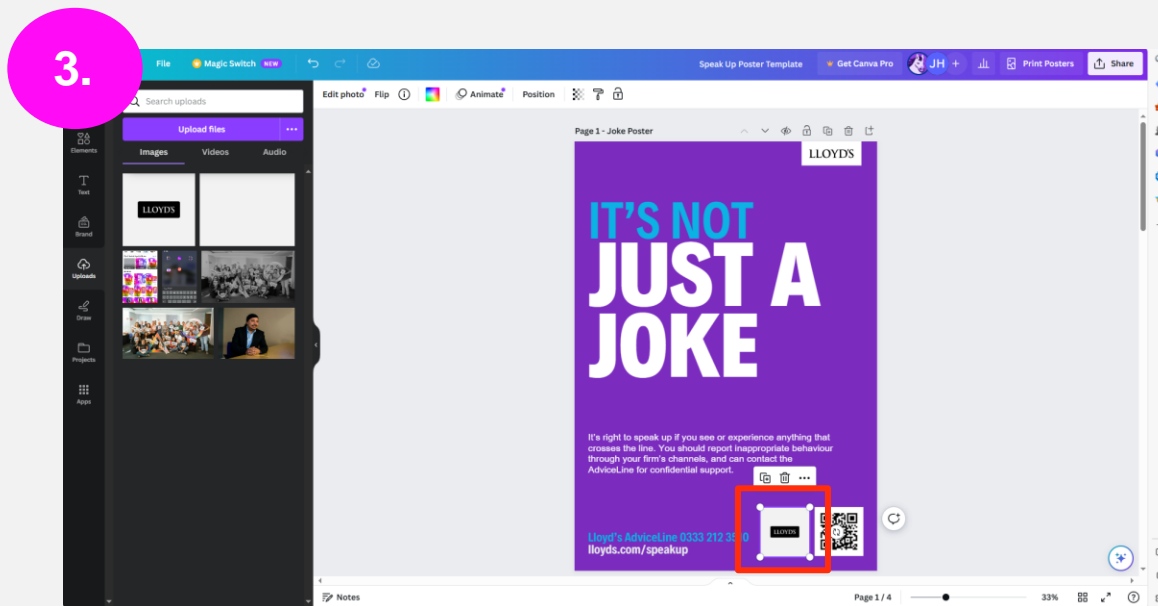 3.
File
Magic Switch NEW
Speak Up Poster Template
Get Canva Pro
JH
+
Print Posters
Share
Search uploads
Edit photo
Flip
Animate
Position
Upload files
Images
Videos
Audio
Elements
Text
Brand
Uploads
Draw
Projects
Apps
LLOYD'S
Page 1 - Joke Poster
LLOYD'S
IT'S NOT
JUST A
JOKE
It's right to speak up if you see or experience anything that
crosses the line. You should report inappropriate behaviour
through your firm's channels, and can contact the
AdviceLine for confidential support.
LLOYD'S
Lloyd's AdviceLine 0333 212
lloyds.com/speakup
Notes
Page 1 / 4
33%